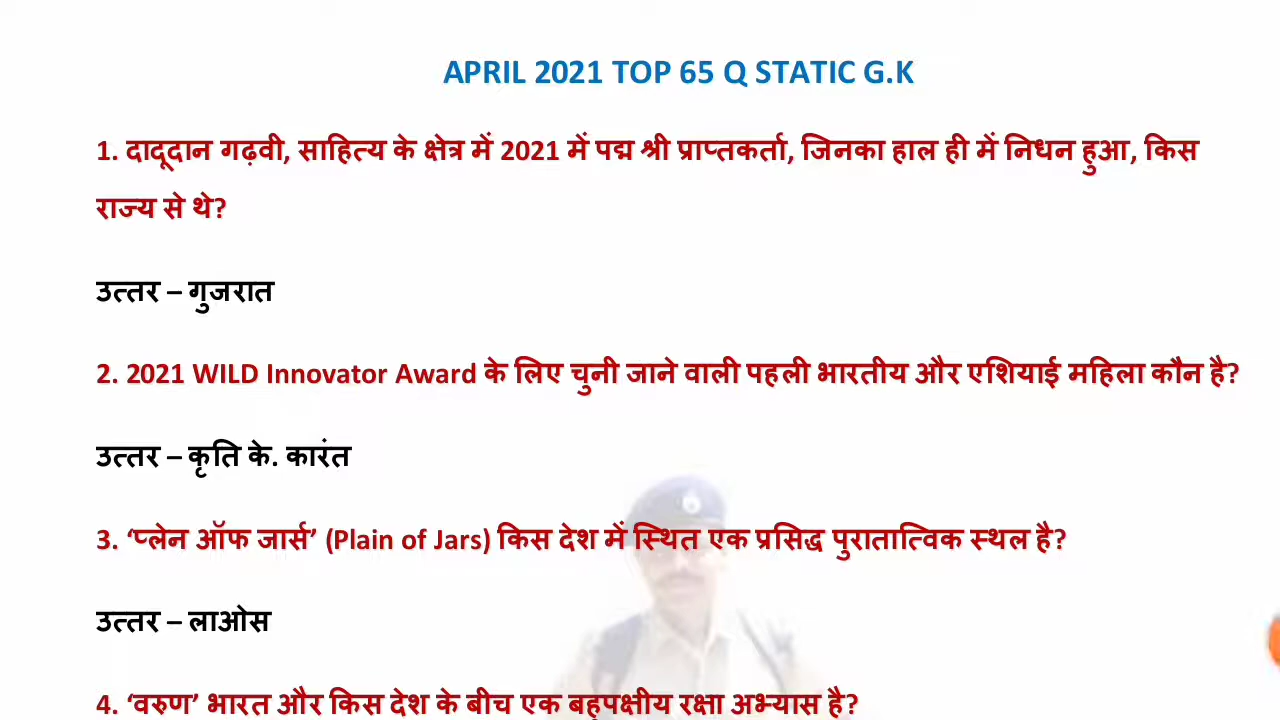 APRIL 2021 TOP 65 Q STATIC G.K
1. दादूदान गढ़वी, साहित्य के क्षेत्र में 2021 में पद्म श्री प्राप्तकर्ता, जिनका हाल ही में निधन हुआ, किस
राज्य से थे?
उत्तर – गुजरात
2. 2021 WILD Innovator Award के लिए चुनी जाने वाली पहली भारतीय और एशियाई महिला कौन है?
उत्तर – कृति के. कारंत
3. ‘प्लेन ऑफ जार्स’ (Plain of Jars) किस देश में स्थित एक प्रसिद्ध पुरातात्विक स्थल है?
उत्तर – लाओस
4. ‘वरुण’ भारत और किस देश के बीच एक बहुपक्षीय रक्षा अभ्यास है?